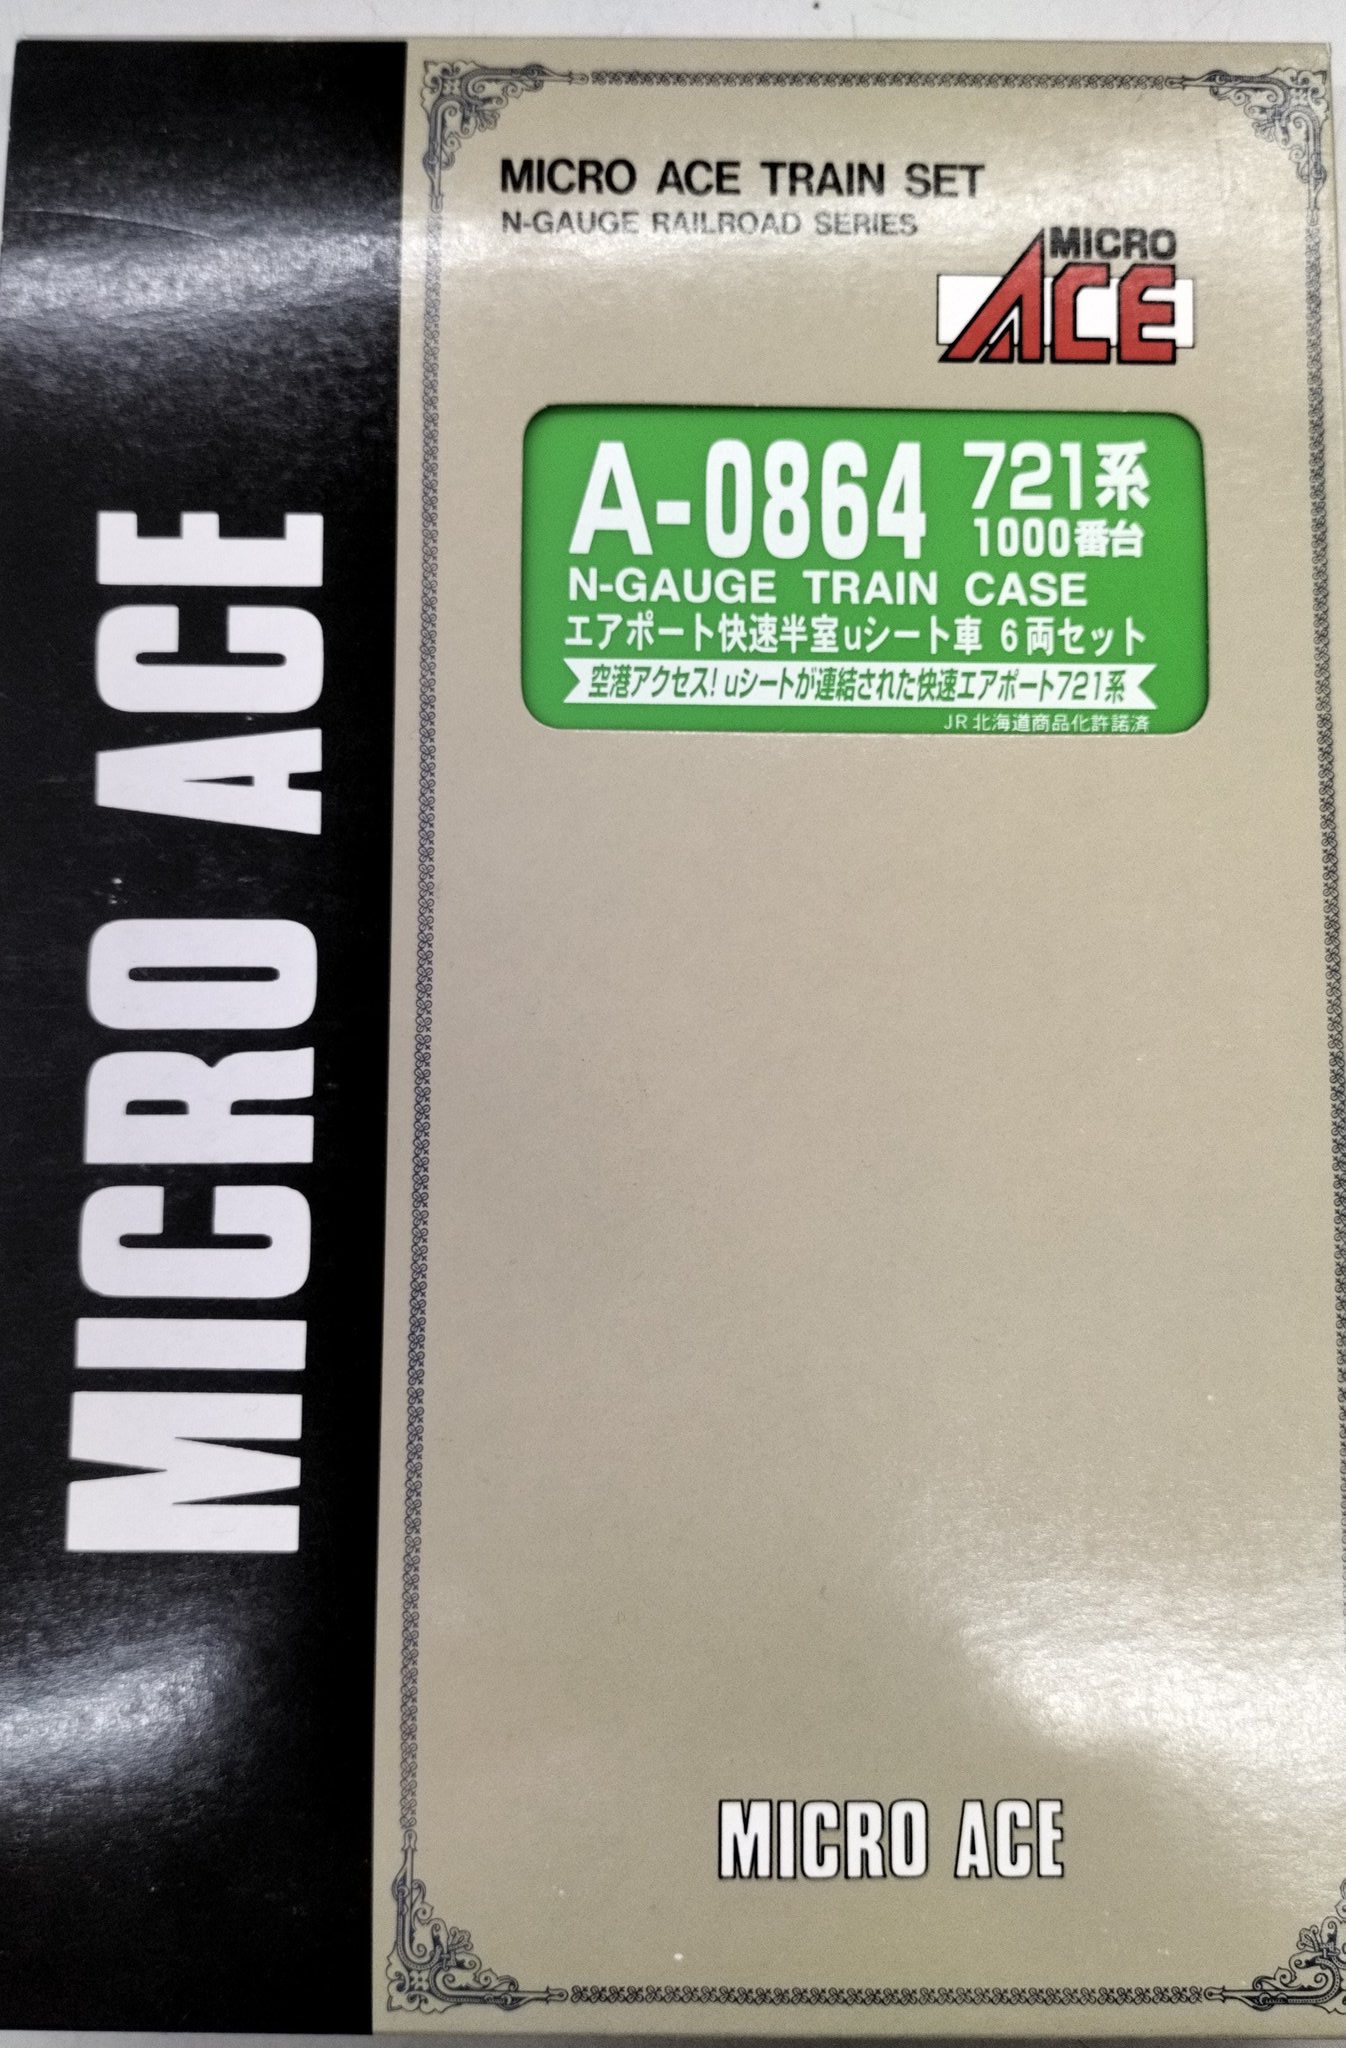 MICRO ACE
MICRO ACE TRAIN SET
N-GAUGE RAILROAD SERIES
MICRO
ACE
A-0864 721系
1000番台
N-GAUGE TRAIN CASE
エアポート快速半室uシート車 6両セット
空港アクセス! uシートが連結された快速エアポート721系
JR北海道商品化許諾済
MICRO ACE